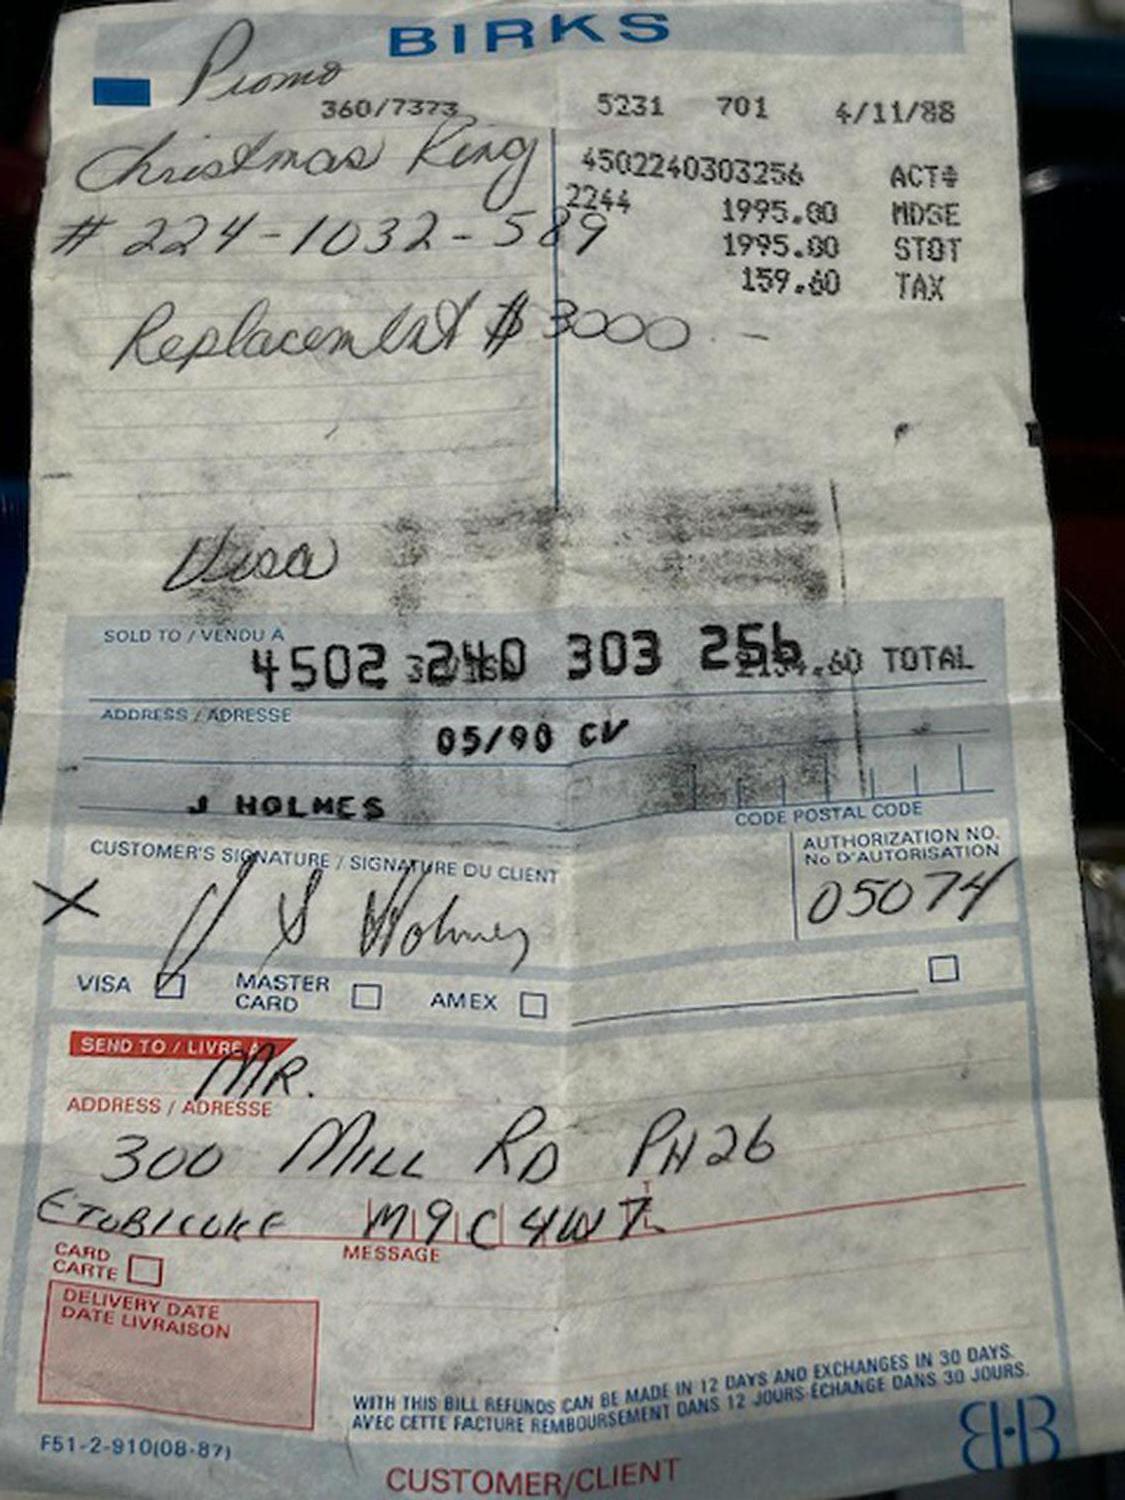 BIRKS
Promo
360/7373 5231 701 4/11/88
Christmas Ring
4502240303256 ACT#
2244 1995.00 MDSE
# 224-1032-589
1995.00 STOT
159.60 TAX
Replacement $3000 -
Visa
SOLD TO / VENDU A
4502 240 303 256
2154.60 TOTAL
ADDRESS / ADRESSE
05/90 CV
J HOLMES
CODE POSTAL CODE
CUSTOMER'S SIGNATURE / SIGNATURE DU CLIENT
AUTHORIZATION NO.
No D'AUTORISATION
X J S Holmes
05074
VISA MASTER CARD AMEX
SEND TO / LIVRE A
MR.
ADDRESS / ADRESSE
300 MILL RD PH26
ETOBICOKE M9C4W7
CARD
CARTE
MESSAGE
DELIVERY DATE
DATE LIVRAISON
WITH THIS BILL REFUNDS CAN BE MADE IN 12 DAYS AND EXCHANGES IN 30 DAYS.
AVEC CETTE FACTURE REMBOURSEMENT DANS 12 JOURS-ÉCHANGE DANS 30 JOURS.
F51-2-910(08-87)
CUSTOMER/CLIENT